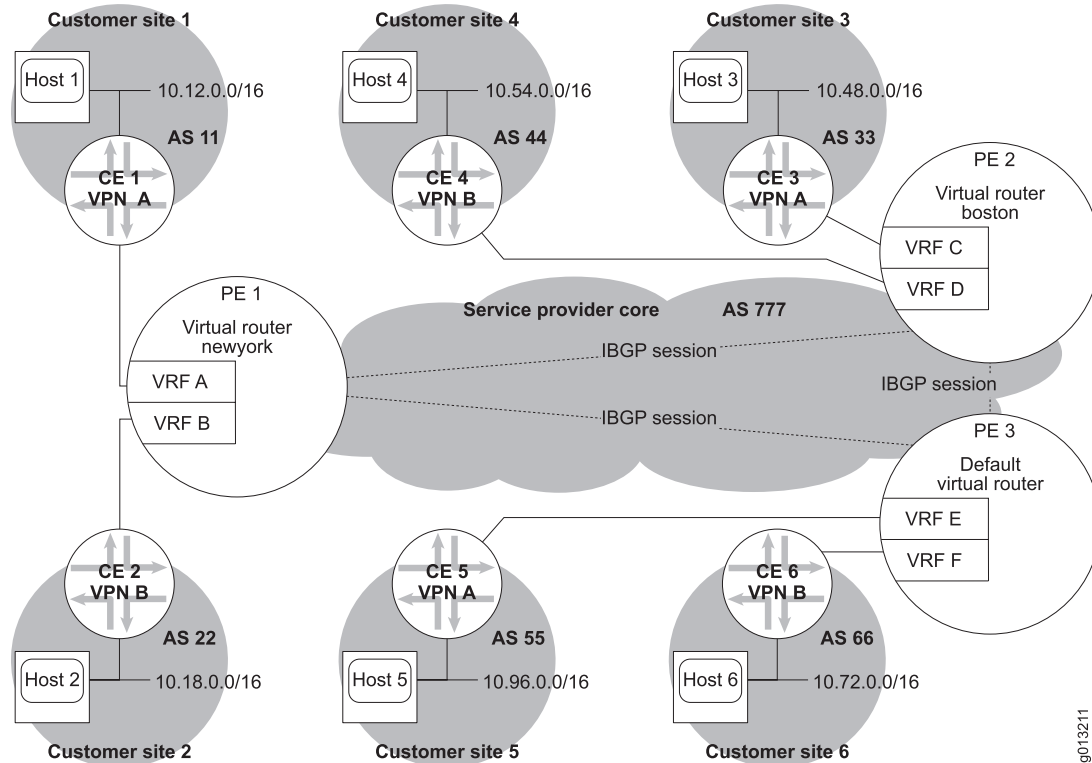 Customer site 1
Customer site 4
Customer site 3
Host 1
10.12.0.0/16
AS 11
CE 1
VPN A
Host 4
10.54.0.0/16
AS 44
CE 4
VPN B
Host 3
10.48.0.0/16
AS 33
CE 3
VPN A
PE 2
Virtual router
boston
VRF C
VRF D
PE 1
Virtual router
newyork
VRF A
VRF B
Service provider core
AS 777
IBGP session
IBGP session
IBGP session
PE 3
Default
virtual router
VRF E
VRF F
CE 2
VPN B
AS 22
Host 2
10.18.0.0/16
Customer site 2
CE 5
VPN A
AS 55
Host 5
10.96.0.0/16
Customer site 5
CE 6
VPN B
AS 66
Host 6
10.72.0.0/16
Customer site 6
g013211